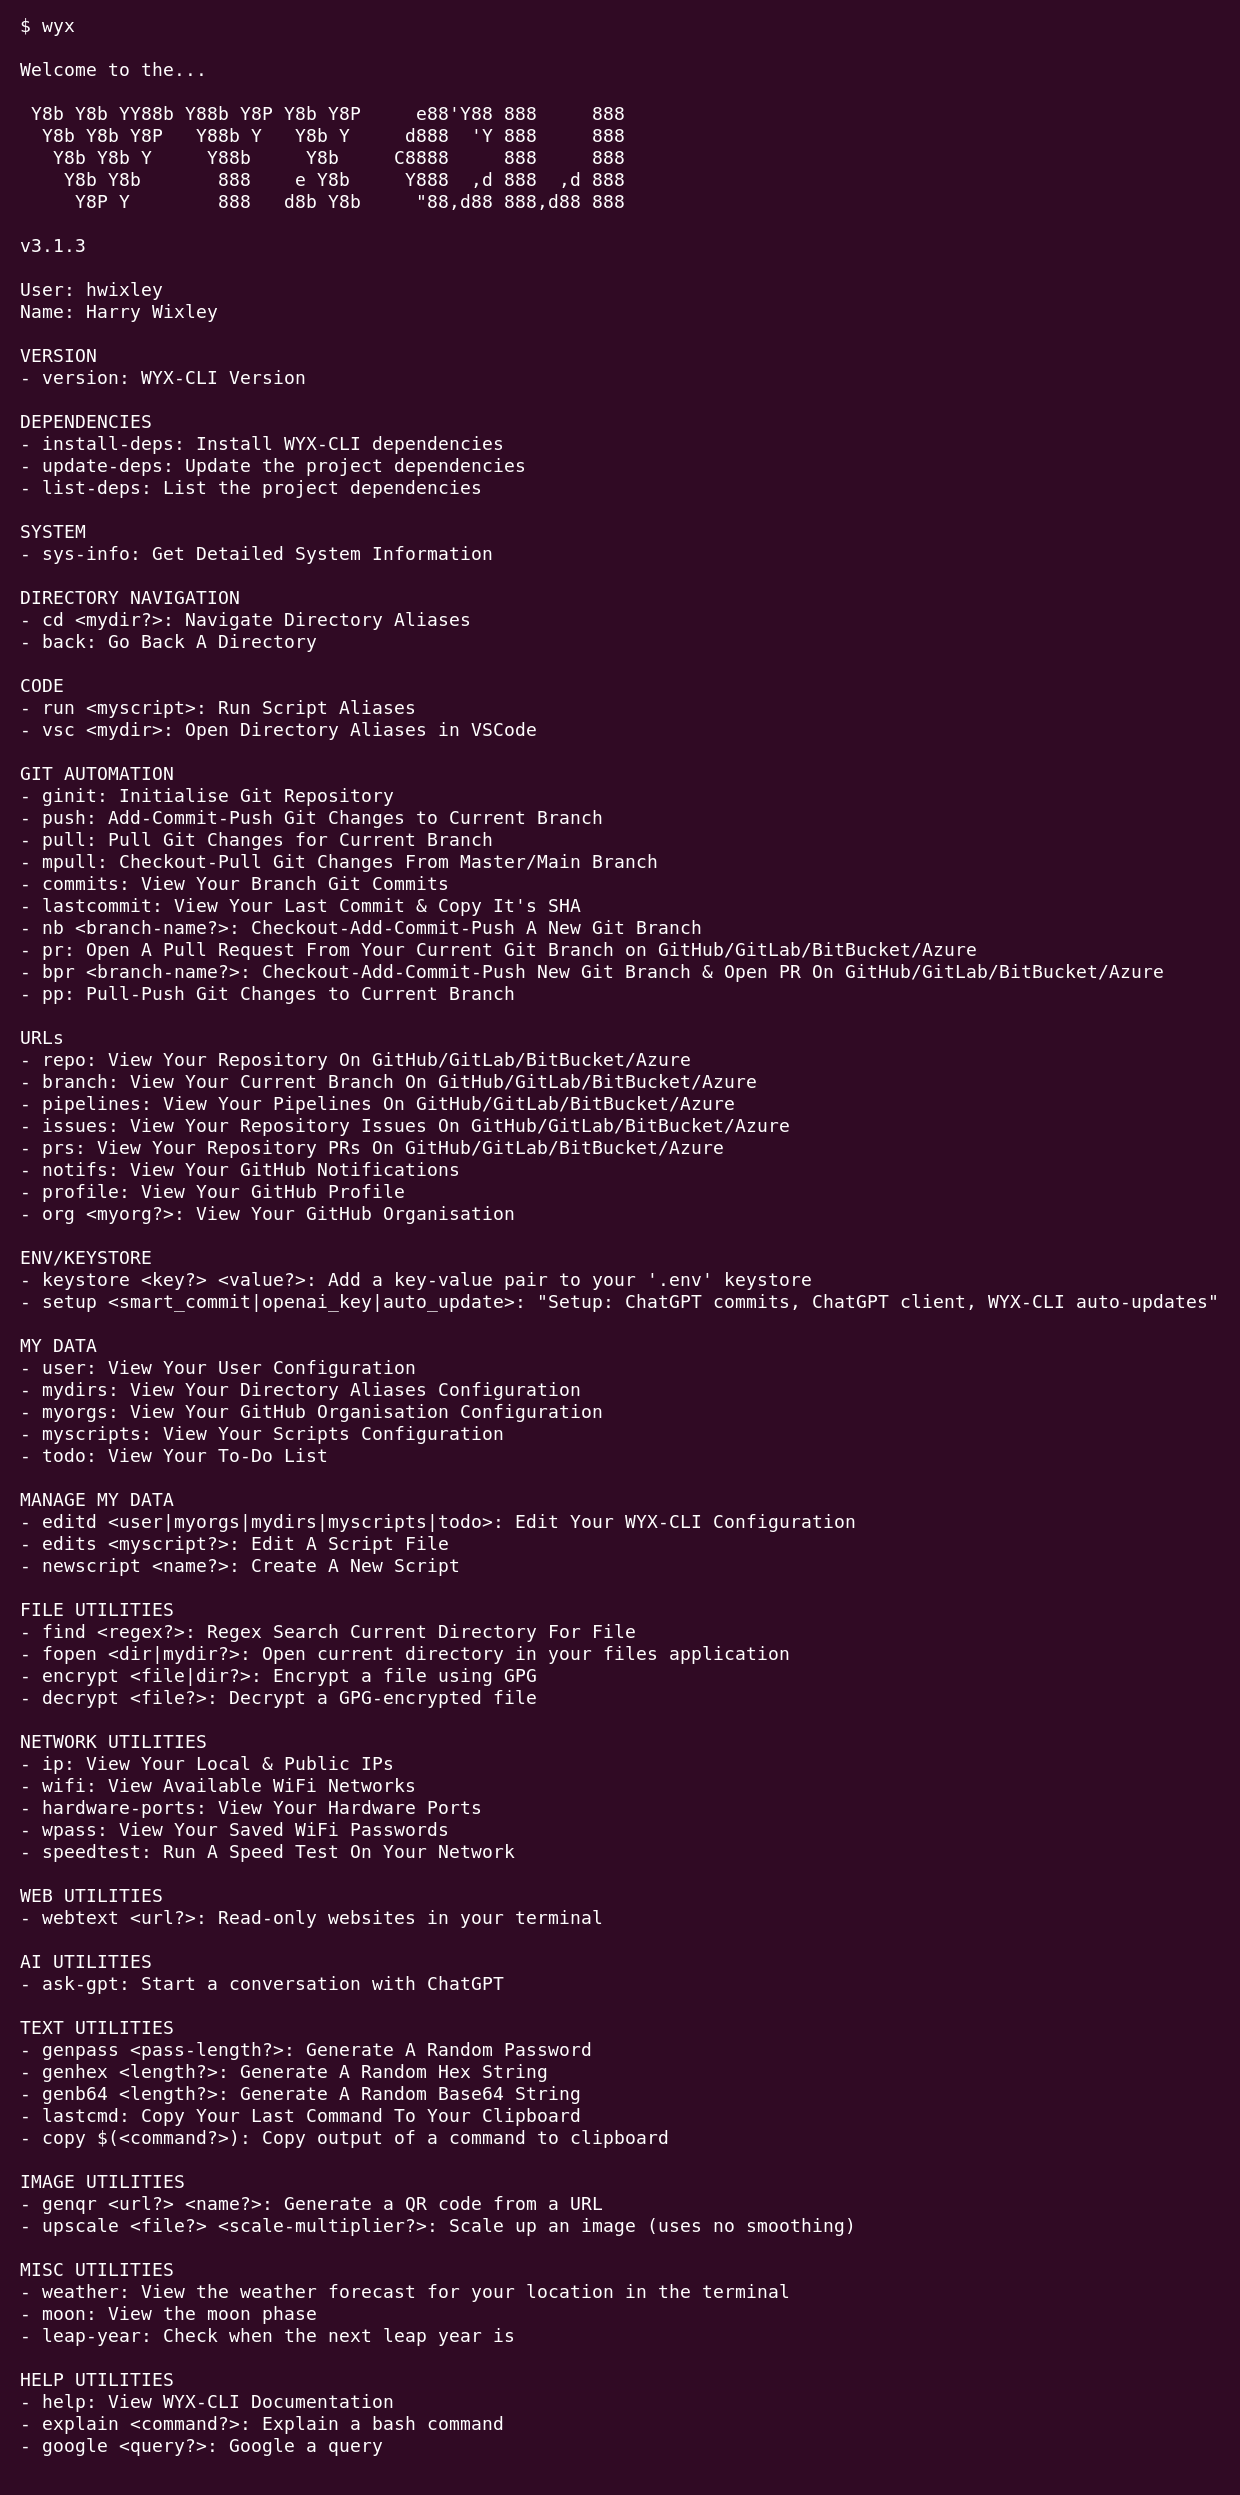 $ wyx

Welcome to the...

 Y8b Y8b YY88b Y88b Y8P Y8b Y8P     e88'Y88 888     888
  Y8b Y8b Y8P   Y88b Y   Y8b Y     d888  'Y 888     888
   Y8b Y8b Y     Y88b     Y8b     C8888     888     888
    Y8b Y8b       888    e Y8b     Y888  ,d 888  ,d 888
     Y8P Y        888   d8b Y8b     "88,d88 888,d88 888

v3.1.3

User: hwixley
Name: Harry Wixley

VERSION
- version: WYX-CLI Version

DEPENDENCIES
- install-deps: Install WYX-CLI dependencies
- update-deps: Update the project dependencies
- list-deps: List the project dependencies

SYSTEM
- sys-info: Get Detailed System Information

DIRECTORY NAVIGATION
- cd <mydir?>: Navigate Directory Aliases
- back: Go Back A Directory

CODE
- run <myscript>: Run Script Aliases
- vsc <mydir>: Open Directory Aliases in VSCode

GIT AUTOMATION
- ginit: Initialise Git Repository
- push: Add-Commit-Push Git Changes to Current Branch
- pull: Pull Git Changes for Current Branch
- mpull: Checkout-Pull Git Changes From Master/Main Branch
- commits: View Your Branch Git Commits
- lastcommit: View Your Last Commit & Copy It's SHA
- nb <branch-name?>: Checkout-Add-Commit-Push A New Git Branch
- pr: Open A Pull Request From Your Current Git Branch on GitHub/GitLab/BitBucket/Azure
- bpr <branch-name?>: Checkout-Add-Commit-Push New Git Branch & Open PR On GitHub/GitLab/BitBucket/Azure
- pp: Pull-Push Git Changes to Current Branch

URLs
- repo: View Your Repository On GitHub/GitLab/BitBucket/Azure
- branch: View Your Current Branch On GitHub/GitLab/BitBucket/Azure
- pipelines: View Your Pipelines On GitHub/GitLab/BitBucket/Azure
- issues: View Your Repository Issues On GitHub/GitLab/BitBucket/Azure
- prs: View Your Repository PRs On GitHub/GitLab/BitBucket/Azure
- notifs: View Your GitHub Notifications
- profile: View Your GitHub Profile
- org <myorg?>: View Your GitHub Organisation

ENV/KEYSTORE
- keystore <key?> <value?>: Add a key-value pair to your '.env' keystore
- setup <smart_commit|openai_key|auto_update>: "Setup: ChatGPT commits, ChatGPT client, WYX-CLI auto-updates"

MY DATA
- user: View Your User Configuration
- mydirs: View Your Directory Aliases Configuration
- myorgs: View Your GitHub Organisation Configuration
- myscripts: View Your Scripts Configuration
- todo: View Your To-Do List

MANAGE MY DATA
- editd <user|myorgs|mydirs|myscripts|todo>: Edit Your WYX-CLI Configuration
- edits <myscript?>: Edit A Script File
- newscript <name?>: Create A New Script

FILE UTILITIES
- find <regex?>: Regex Search Current Directory For File
- fopen <dir|mydir?>: Open current directory in your files application
- encrypt <file|dir?>: Encrypt a file using GPG
- decrypt <file?>: Decrypt a GPG-encrypted file

NETWORK UTILITIES
- ip: View Your Local & Public IPs
- wifi: View Available WiFi Networks
- hardware-ports: View Your Hardware Ports
- wpass: View Your Saved WiFi Passwords
- speedtest: Run A Speed Test On Your Network

WEB UTILITIES
- webtext <url?>: Read-only websites in your terminal

AI UTILITIES
- ask-gpt: Start a conversation with ChatGPT

TEXT UTILITIES
- genpass <pass-length?>: Generate A Random Password
- genhex <length?>: Generate A Random Hex String
- genb64 <length?>: Generate A Random Base64 String
- lastcmd: Copy Your Last Command To Your Clipboard
- copy $(<command?>): Copy output of a command to clipboard

IMAGE UTILITIES
- genqr <url?> <name?>: Generate a QR code from a URL
- upscale <file?> <scale-multiplier?>: Scale up an image (uses no smoothing)

MISC UTILITIES
- weather: View the weather forecast for your location in the terminal
- moon: View the moon phase
- leap-year: Check when the next leap year is

HELP UTILITIES
- help: View WYX-CLI Documentation
- explain <command?>: Explain a bash command
- google <query?>: Google a query